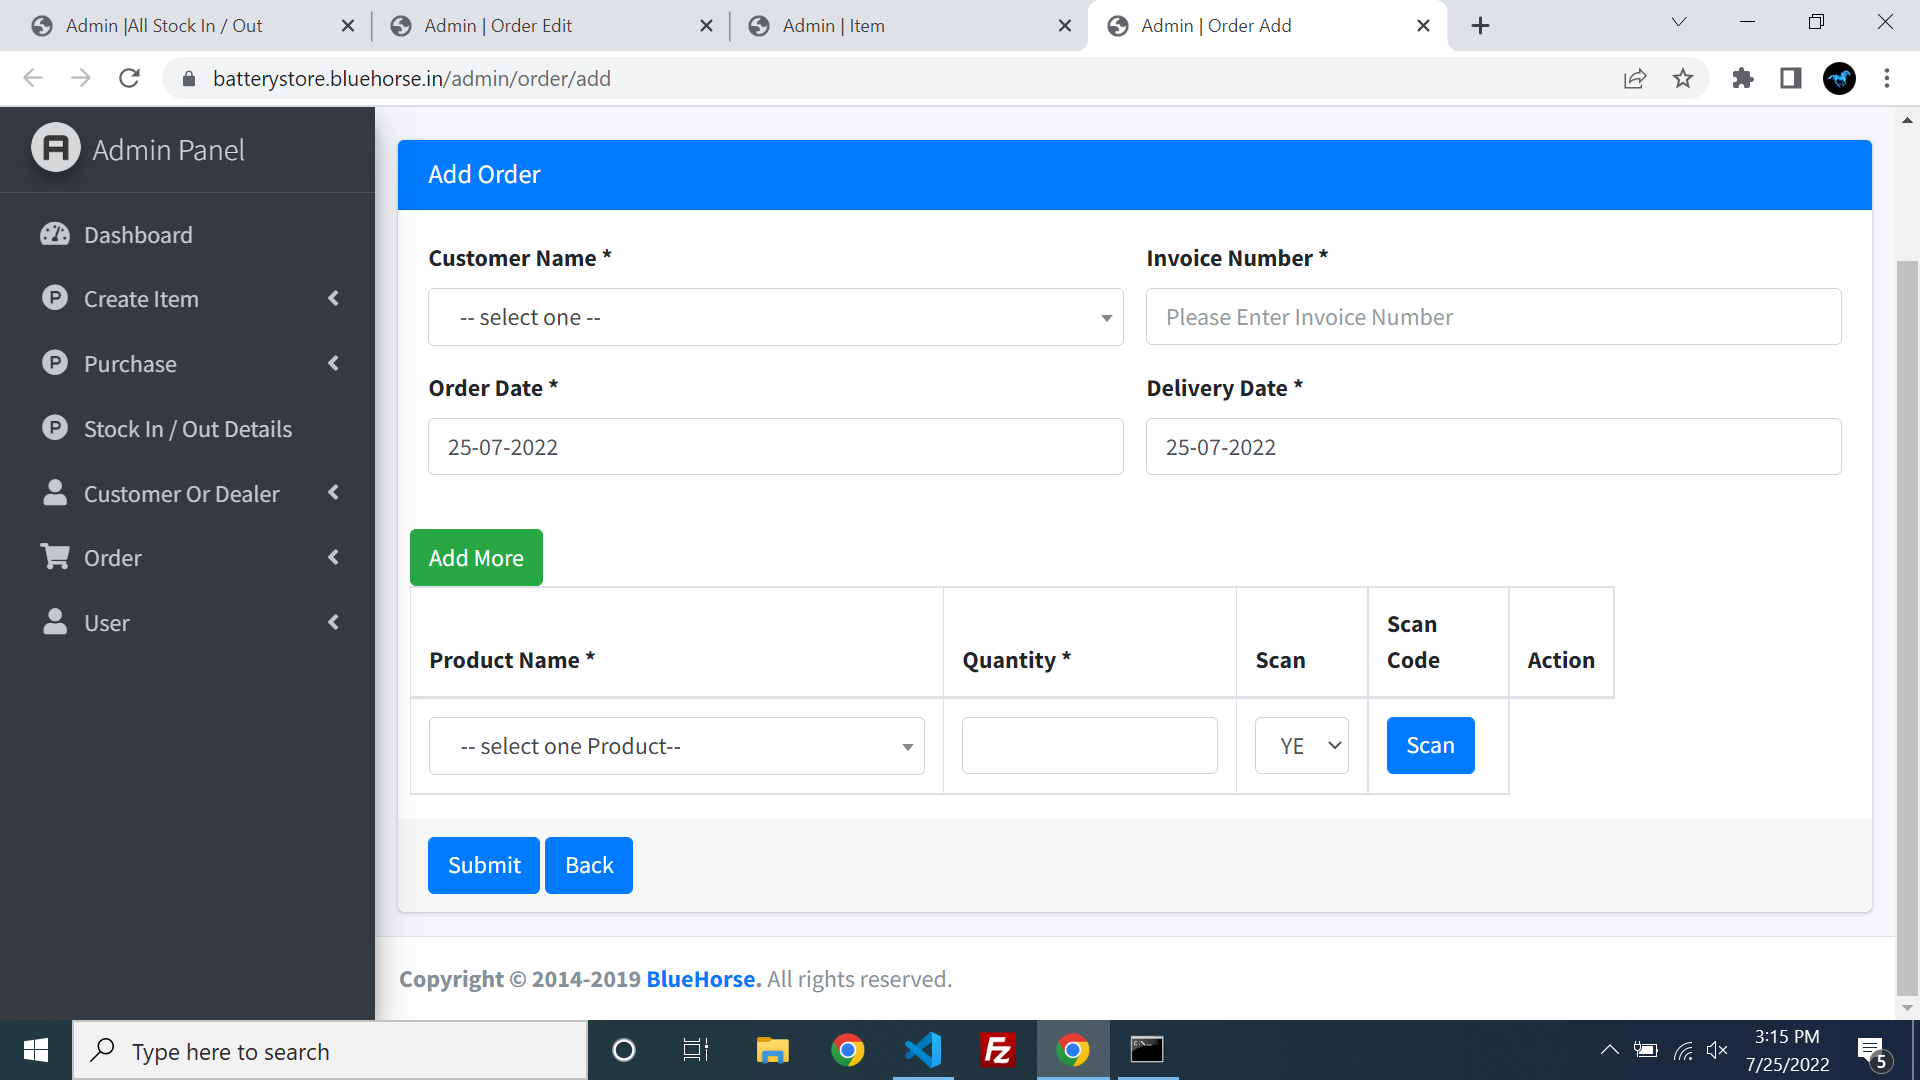 Admin |All Stock In / Out
Admin | Order Edit
Admin | Item
Admin | Order Add
batterystore.bluehorse.in/admin/order/add
Admin Panel
Dashboard
Create Item
Purchase
Stock In / Out Details
Customer Or Dealer
Order
User
Add Order
Customer Name *
Invoice Number *
-- select one --
Please Enter Invoice Number
Order Date *
Delivery Date *
25-07-2022
25-07-2022
Add More
Product Name *
Quantity *
Scan
Scan
Code
Action
-- select one Product--
YE
Scan
Submit
Back
Copyright © 2014-2019 BlueHorse. All rights reserved.
Type here to search
3:15 PM
7/25/2022
5